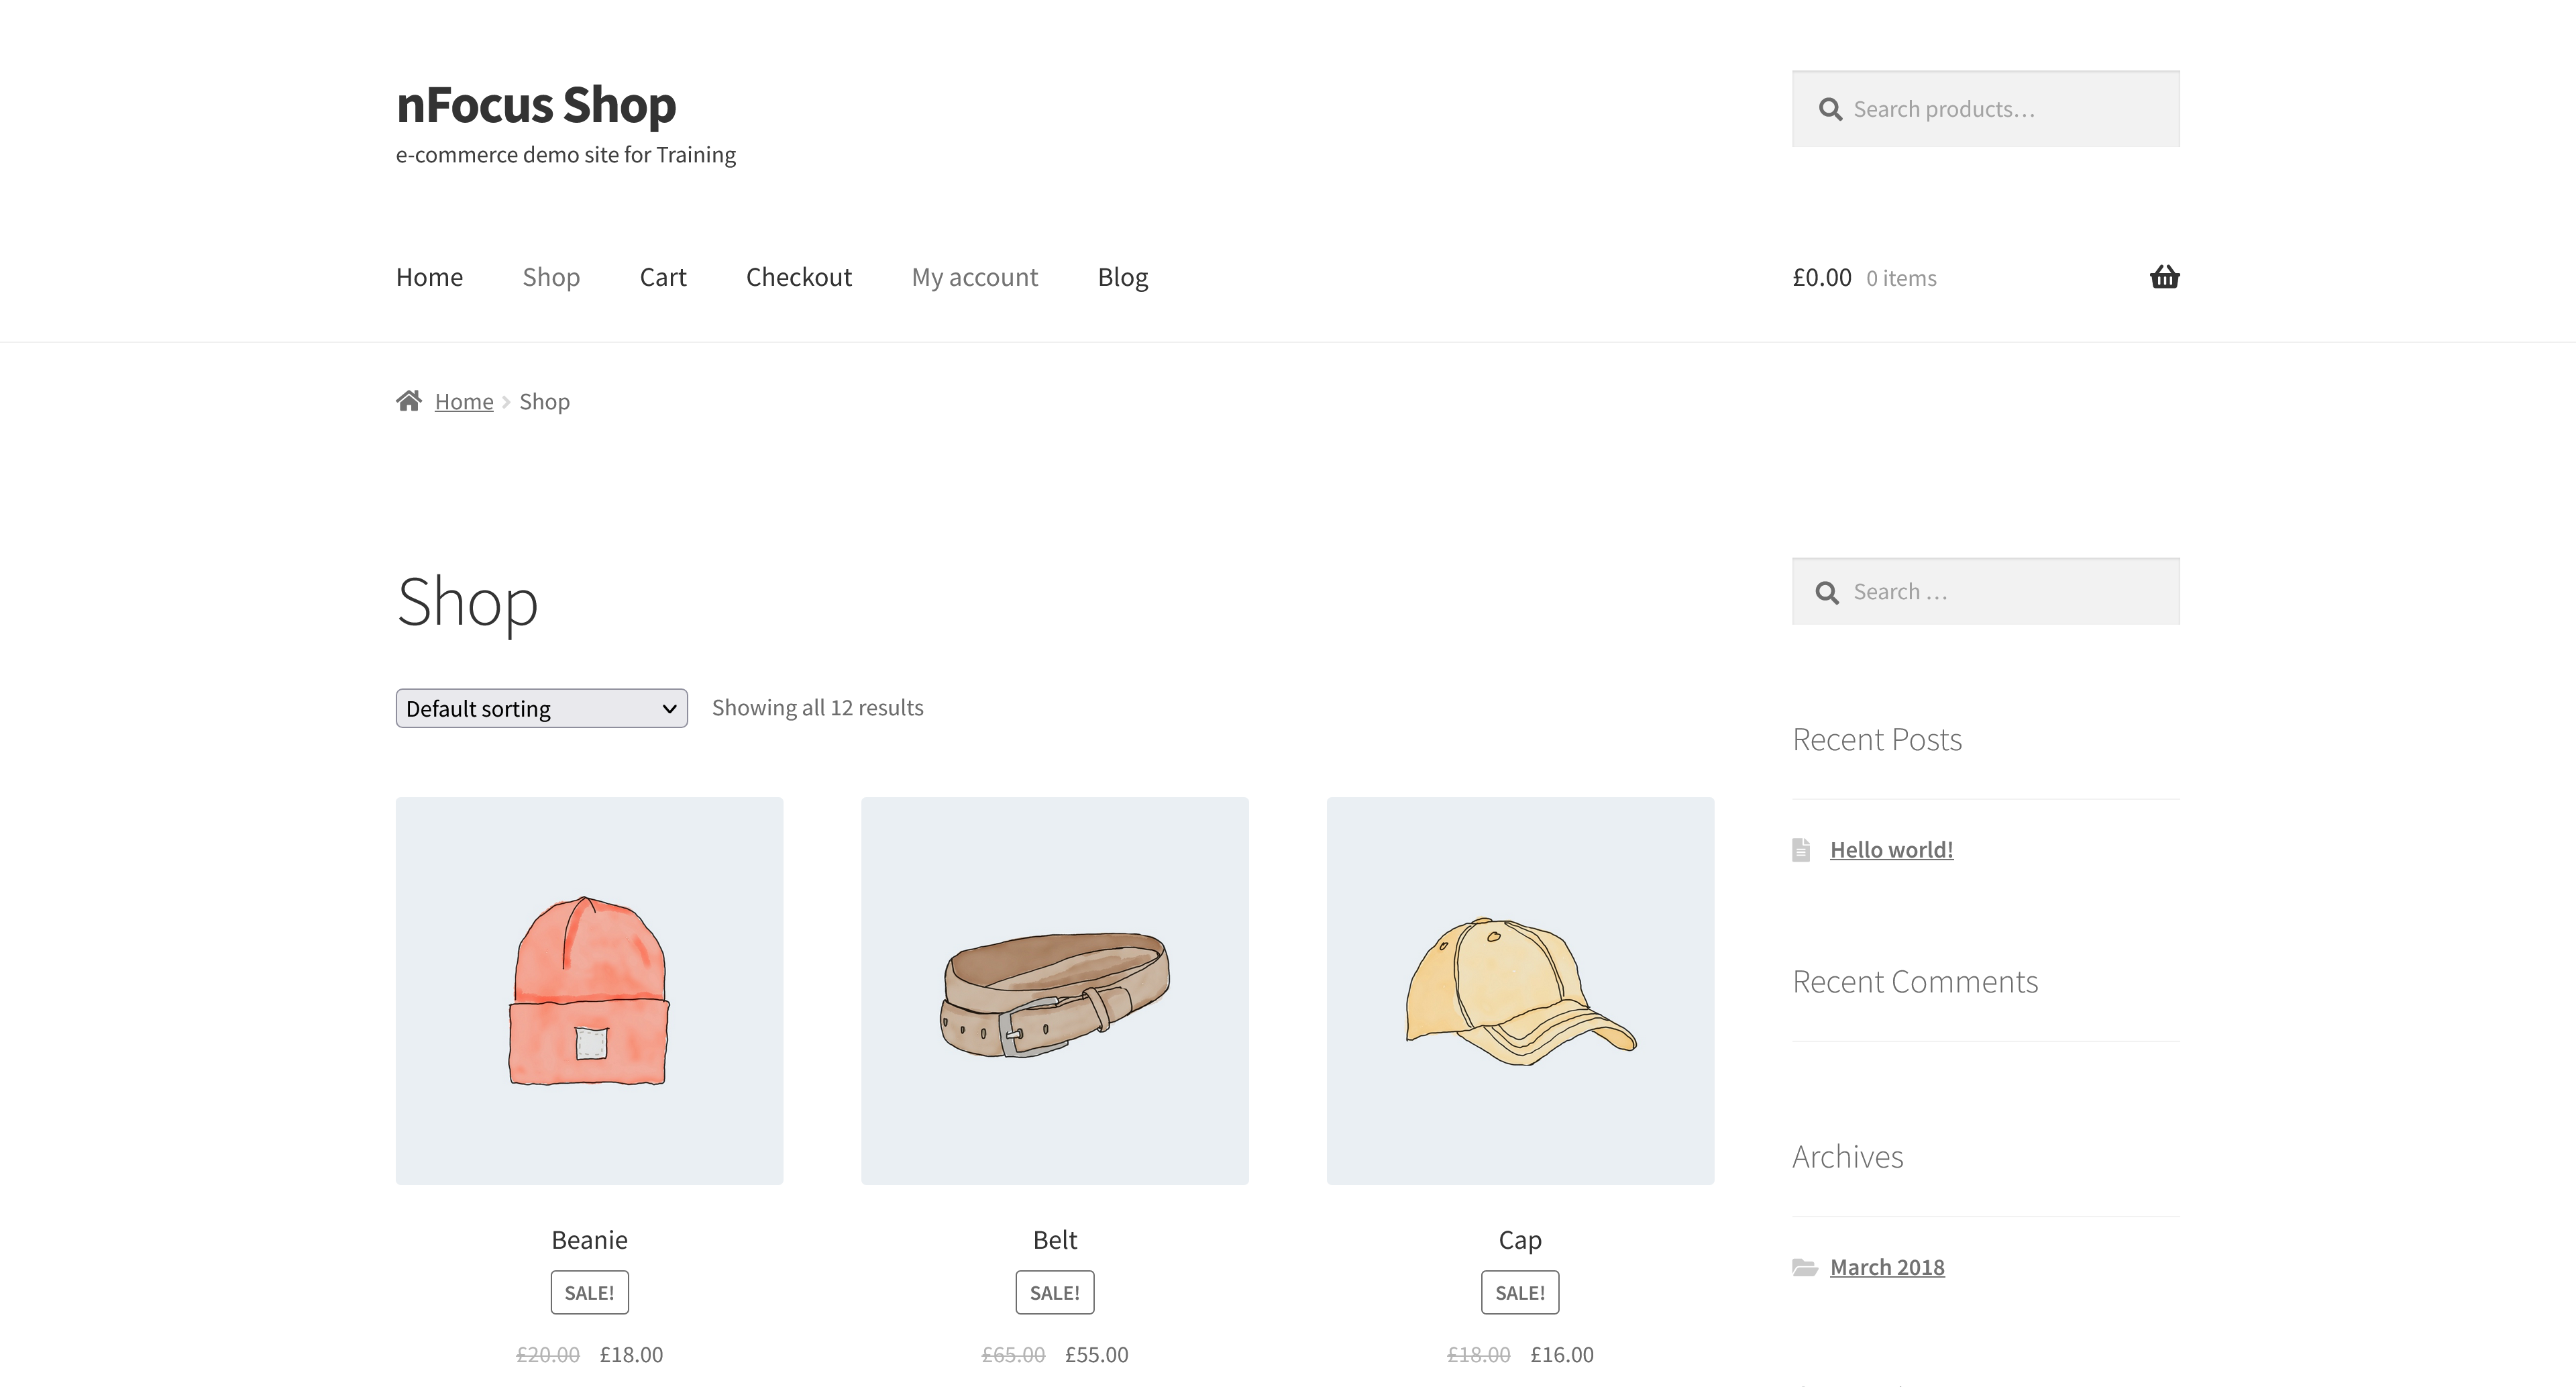 nFocus Shop
e-commerce demo site for Training
Search products…
Home Shop Cart Checkout My account Blog
£0.00 0 items
Home Shop
Shop
Default sorting
Showing all 12 results
Beanie
SALE!
£20.00 £18.00
Belt
SALE!
£65.00 £55.00
Cap
SALE!
£18.00 £16.00
Search …
Recent Posts
Hello world!
Recent Comments
Archives
March 2018